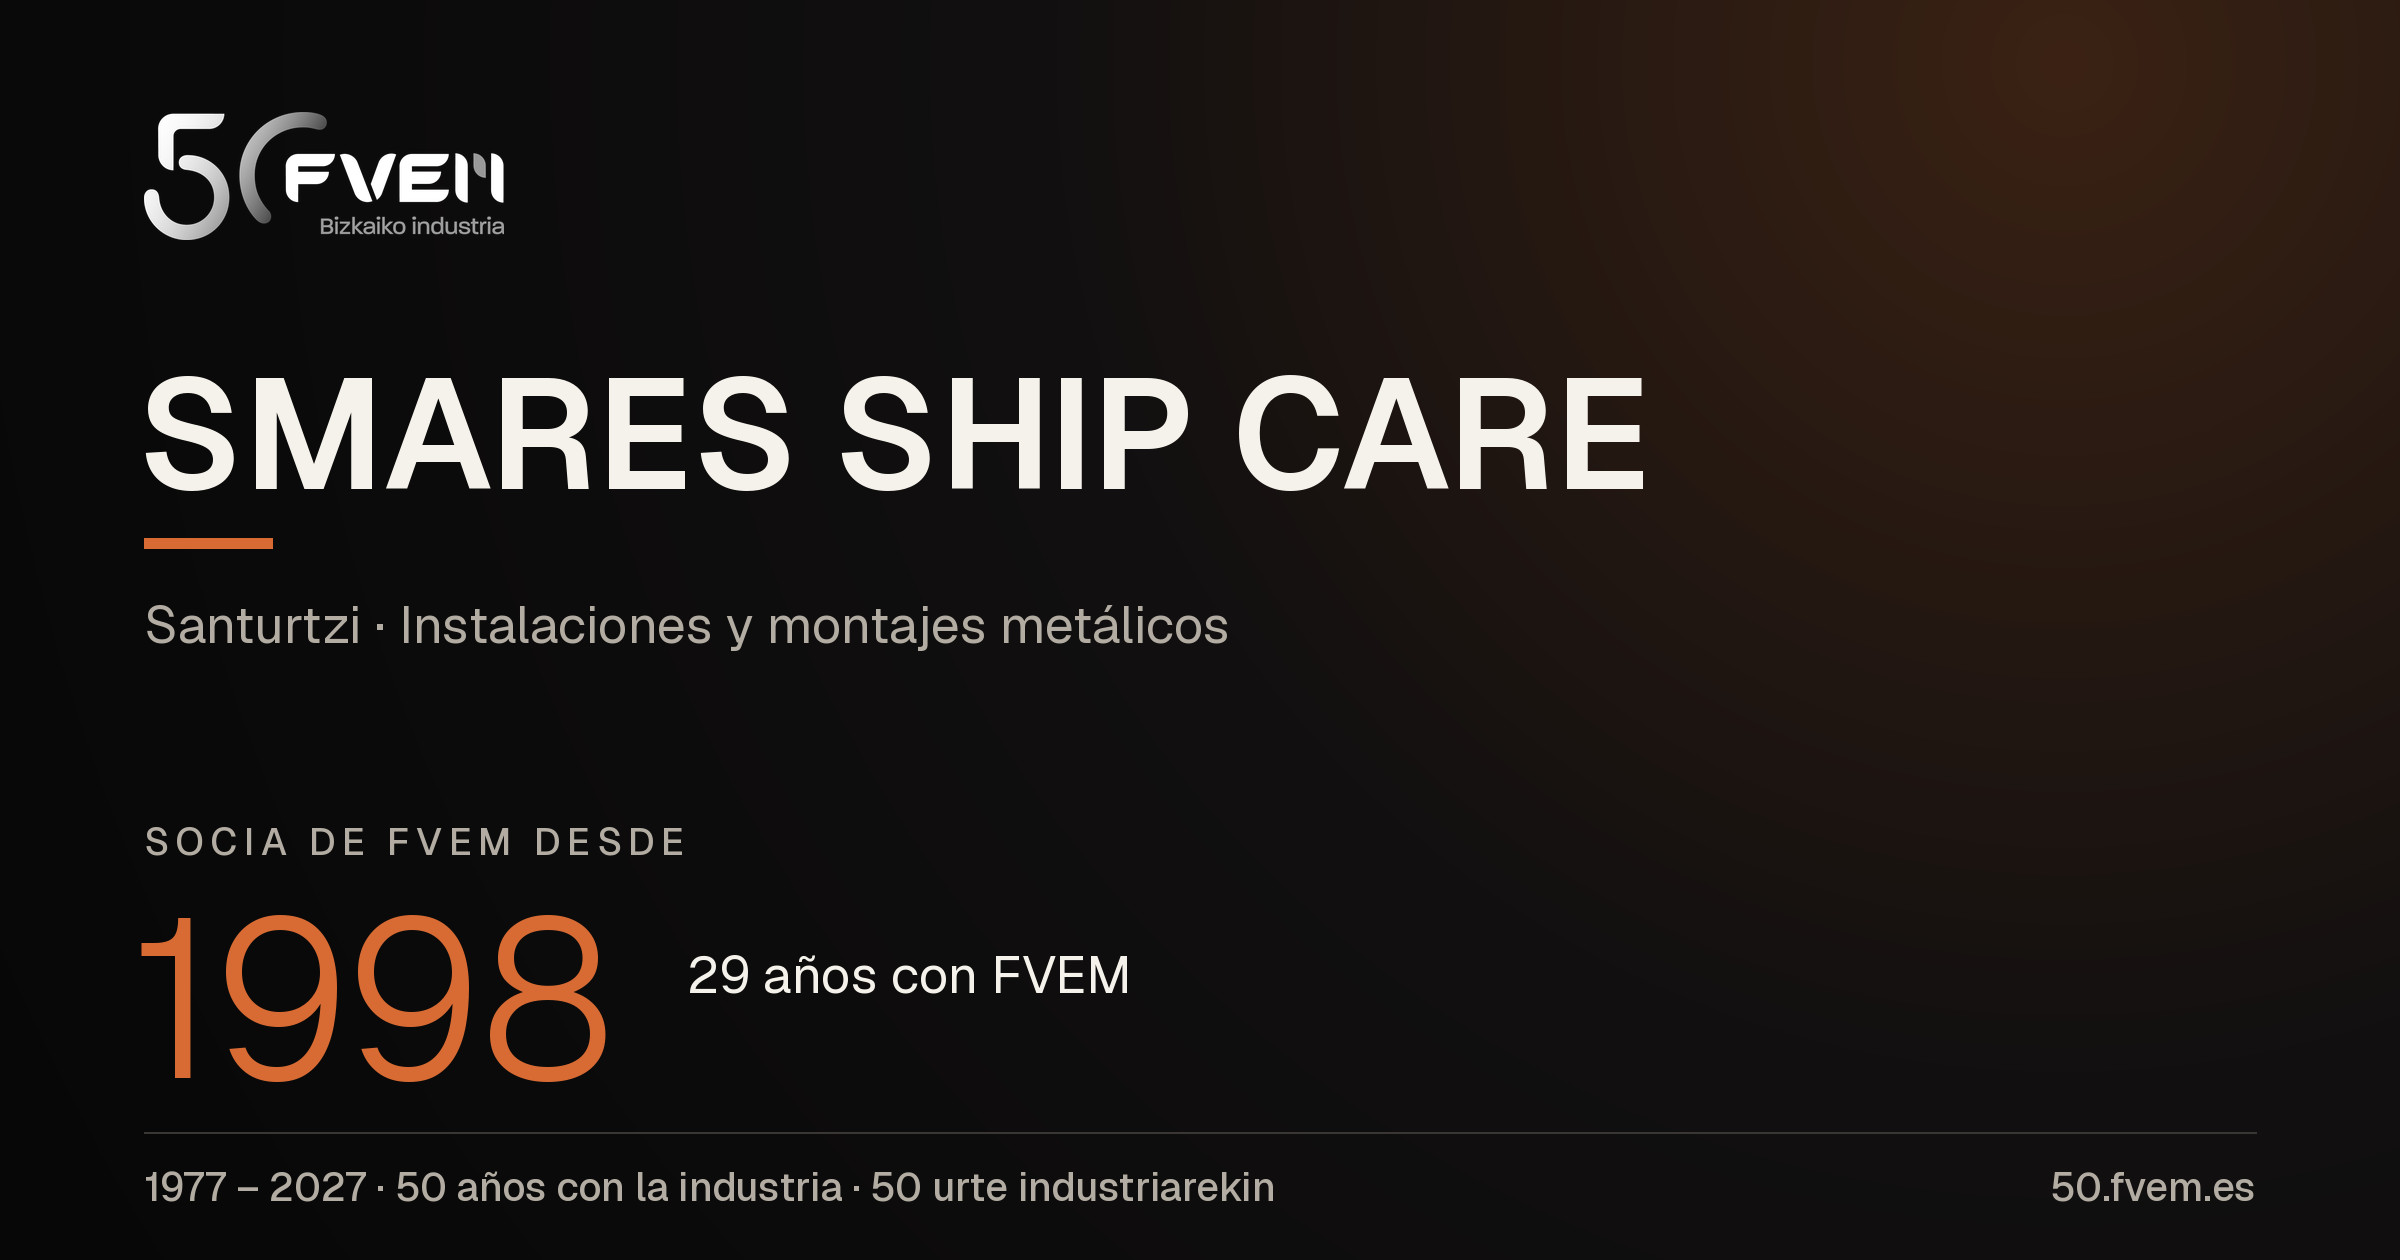 50 FVEM
Bizkaiko industria
SMARES SHIP CARE
Santurtzi · Instalaciones y montajes metálicos
SOCIA DE FVEM DESDE
1998
29 años con FVEM
1977 – 2027 · 50 años con la industria · 50 urte industriarekin
50.fvem.es